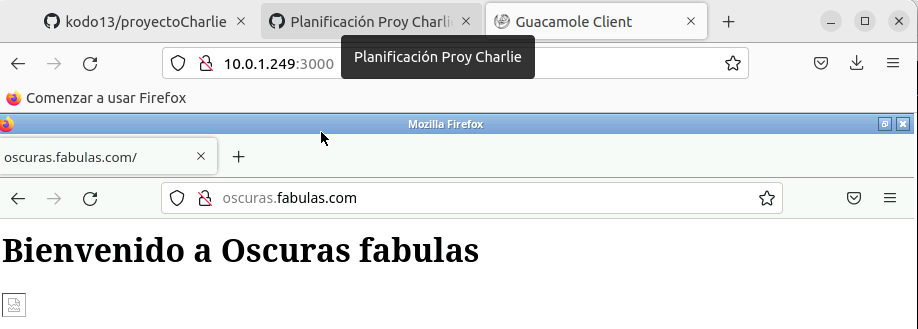 kodo13/proyectoCharlie
Planificación Proy Charli
Guacamole Client
10.0.1.249:3000
Planificación Proy Charlie
Comenzar a usar Firefox
Mozilla Firefox
oscuras.fabulas.com/
oscuras.fabulas.com
Bienvenido a Oscuras fabulas